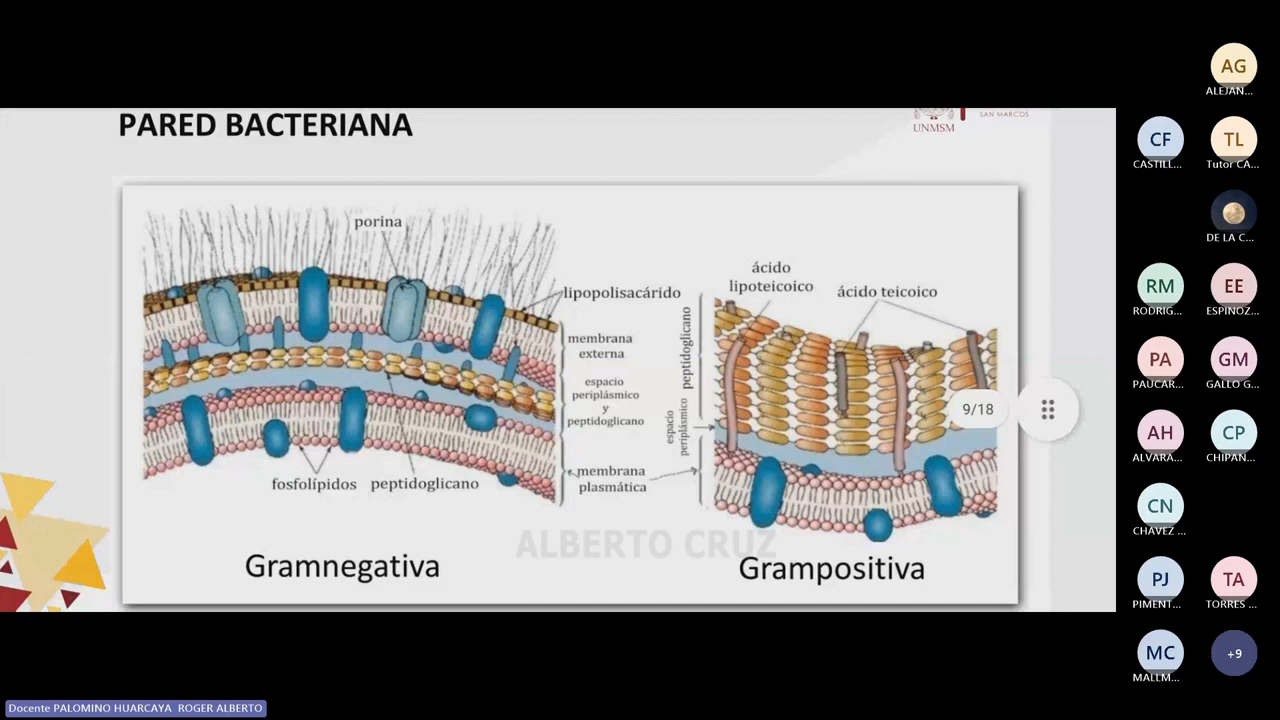 PARED BACTERIANA
UNMSM
SAN MARCOS
porina
lipopolisacárido
membrana
externa
espacio
periplásmico
y
peptidoglicano
membrana
plasmática
fosfolípidos
peptidoglicano
Gramnegativa
ácido
lipoteicoico
ácido teicoico
peptidoglicano
espacio
periplásmico
Grampositiva
ALBERTO CRUZ
9/18
AG
ALEJAN...
CF
CASTILL...
TL
Tutor CA...
DE LA C...
RM
RODRIG...
EE
ESPINOZ...
PA
PAUCAR...
GM
GALLO G...
AH
ALVARA...
CP
CHIPAN...
CN
CHAVEZ ...
PJ
PIMENT...
TA
TORRES ...
MC
MALLM...
+9
Docente PALOMINO HUARCAYA ROGER ALBERTO